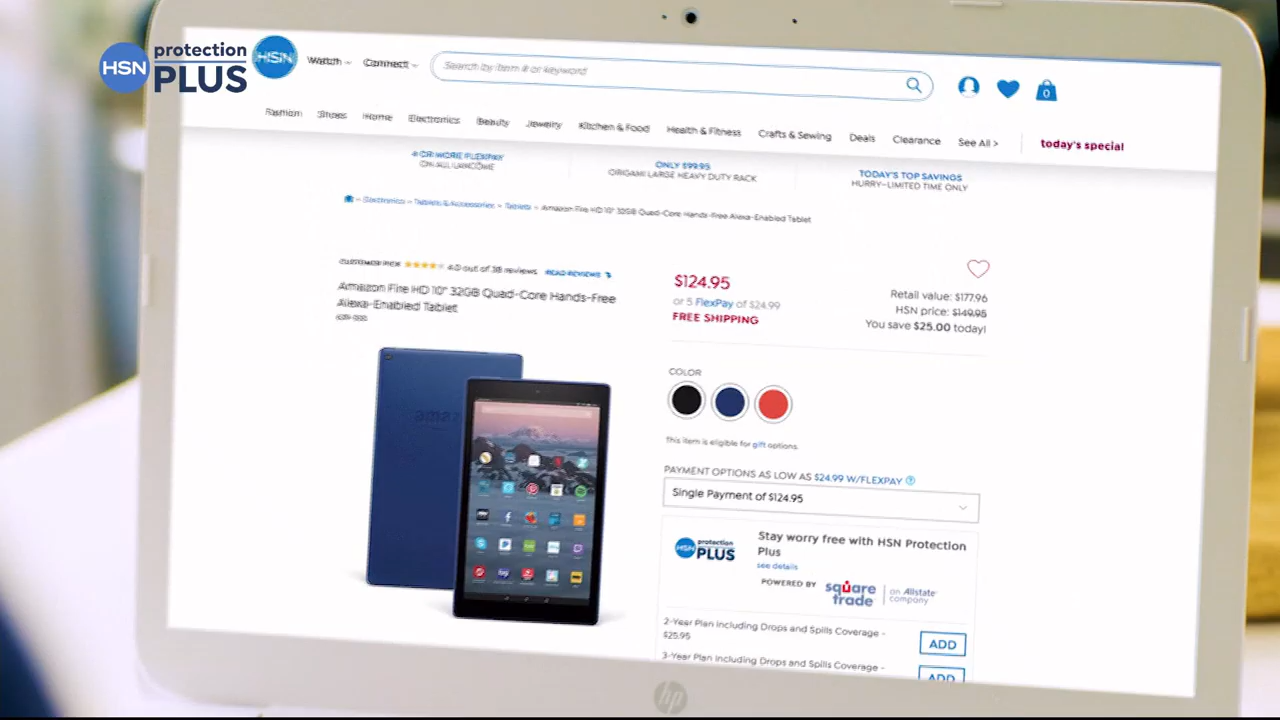 HSN protection PLUS
HSN Watch Connect Search by item # or keyword 0
Fashion Shoes Home Electronics Beauty Jewelry Kitchen & Food Health & Fitness Crafts & Sewing Deals Clearance See All > today's special
OR MORE FLEXPAY
ON ALL LANCOME
ONLY $99.95
ORIGAMI LARGE HEAVY DUTY RACK
TODAY'S TOP SAVINGS
HURRY-LIMITED TIME ONLY
Electronics Tablets & Accessories Tablets Amazon Fire HD 10" 32GB Quad-Core Hands-Free Alexa-Enabled Tablet
CUSTOMER PICK 4.0 out of 38 reviews READ REVIEWS
Amazon Fire HD 10" 32GB Quad-Core Hands-Free
Alexa-Enabled Tablet
$124.95
or 5 FlexPay of $24.99
FREE SHIPPING
Retail value: $177.96
HSN price: $149.95
You save $25.00 today!
COLOR
This item is eligible for gift options.
PAYMENT OPTIONS AS LOW AS $24.99 W/FLEXPAY ?
Single Payment of $124.95
HSN protection PLUS
Stay worry free with HSN Protection
Plus
see details
POWERED BY square trade an Allstate company
2-Year Plan Including Drops and Spills Coverage -
$25.95
ADD
3-Year Plan Including Drops and Spills Coverage -
ADD
amaz
hp